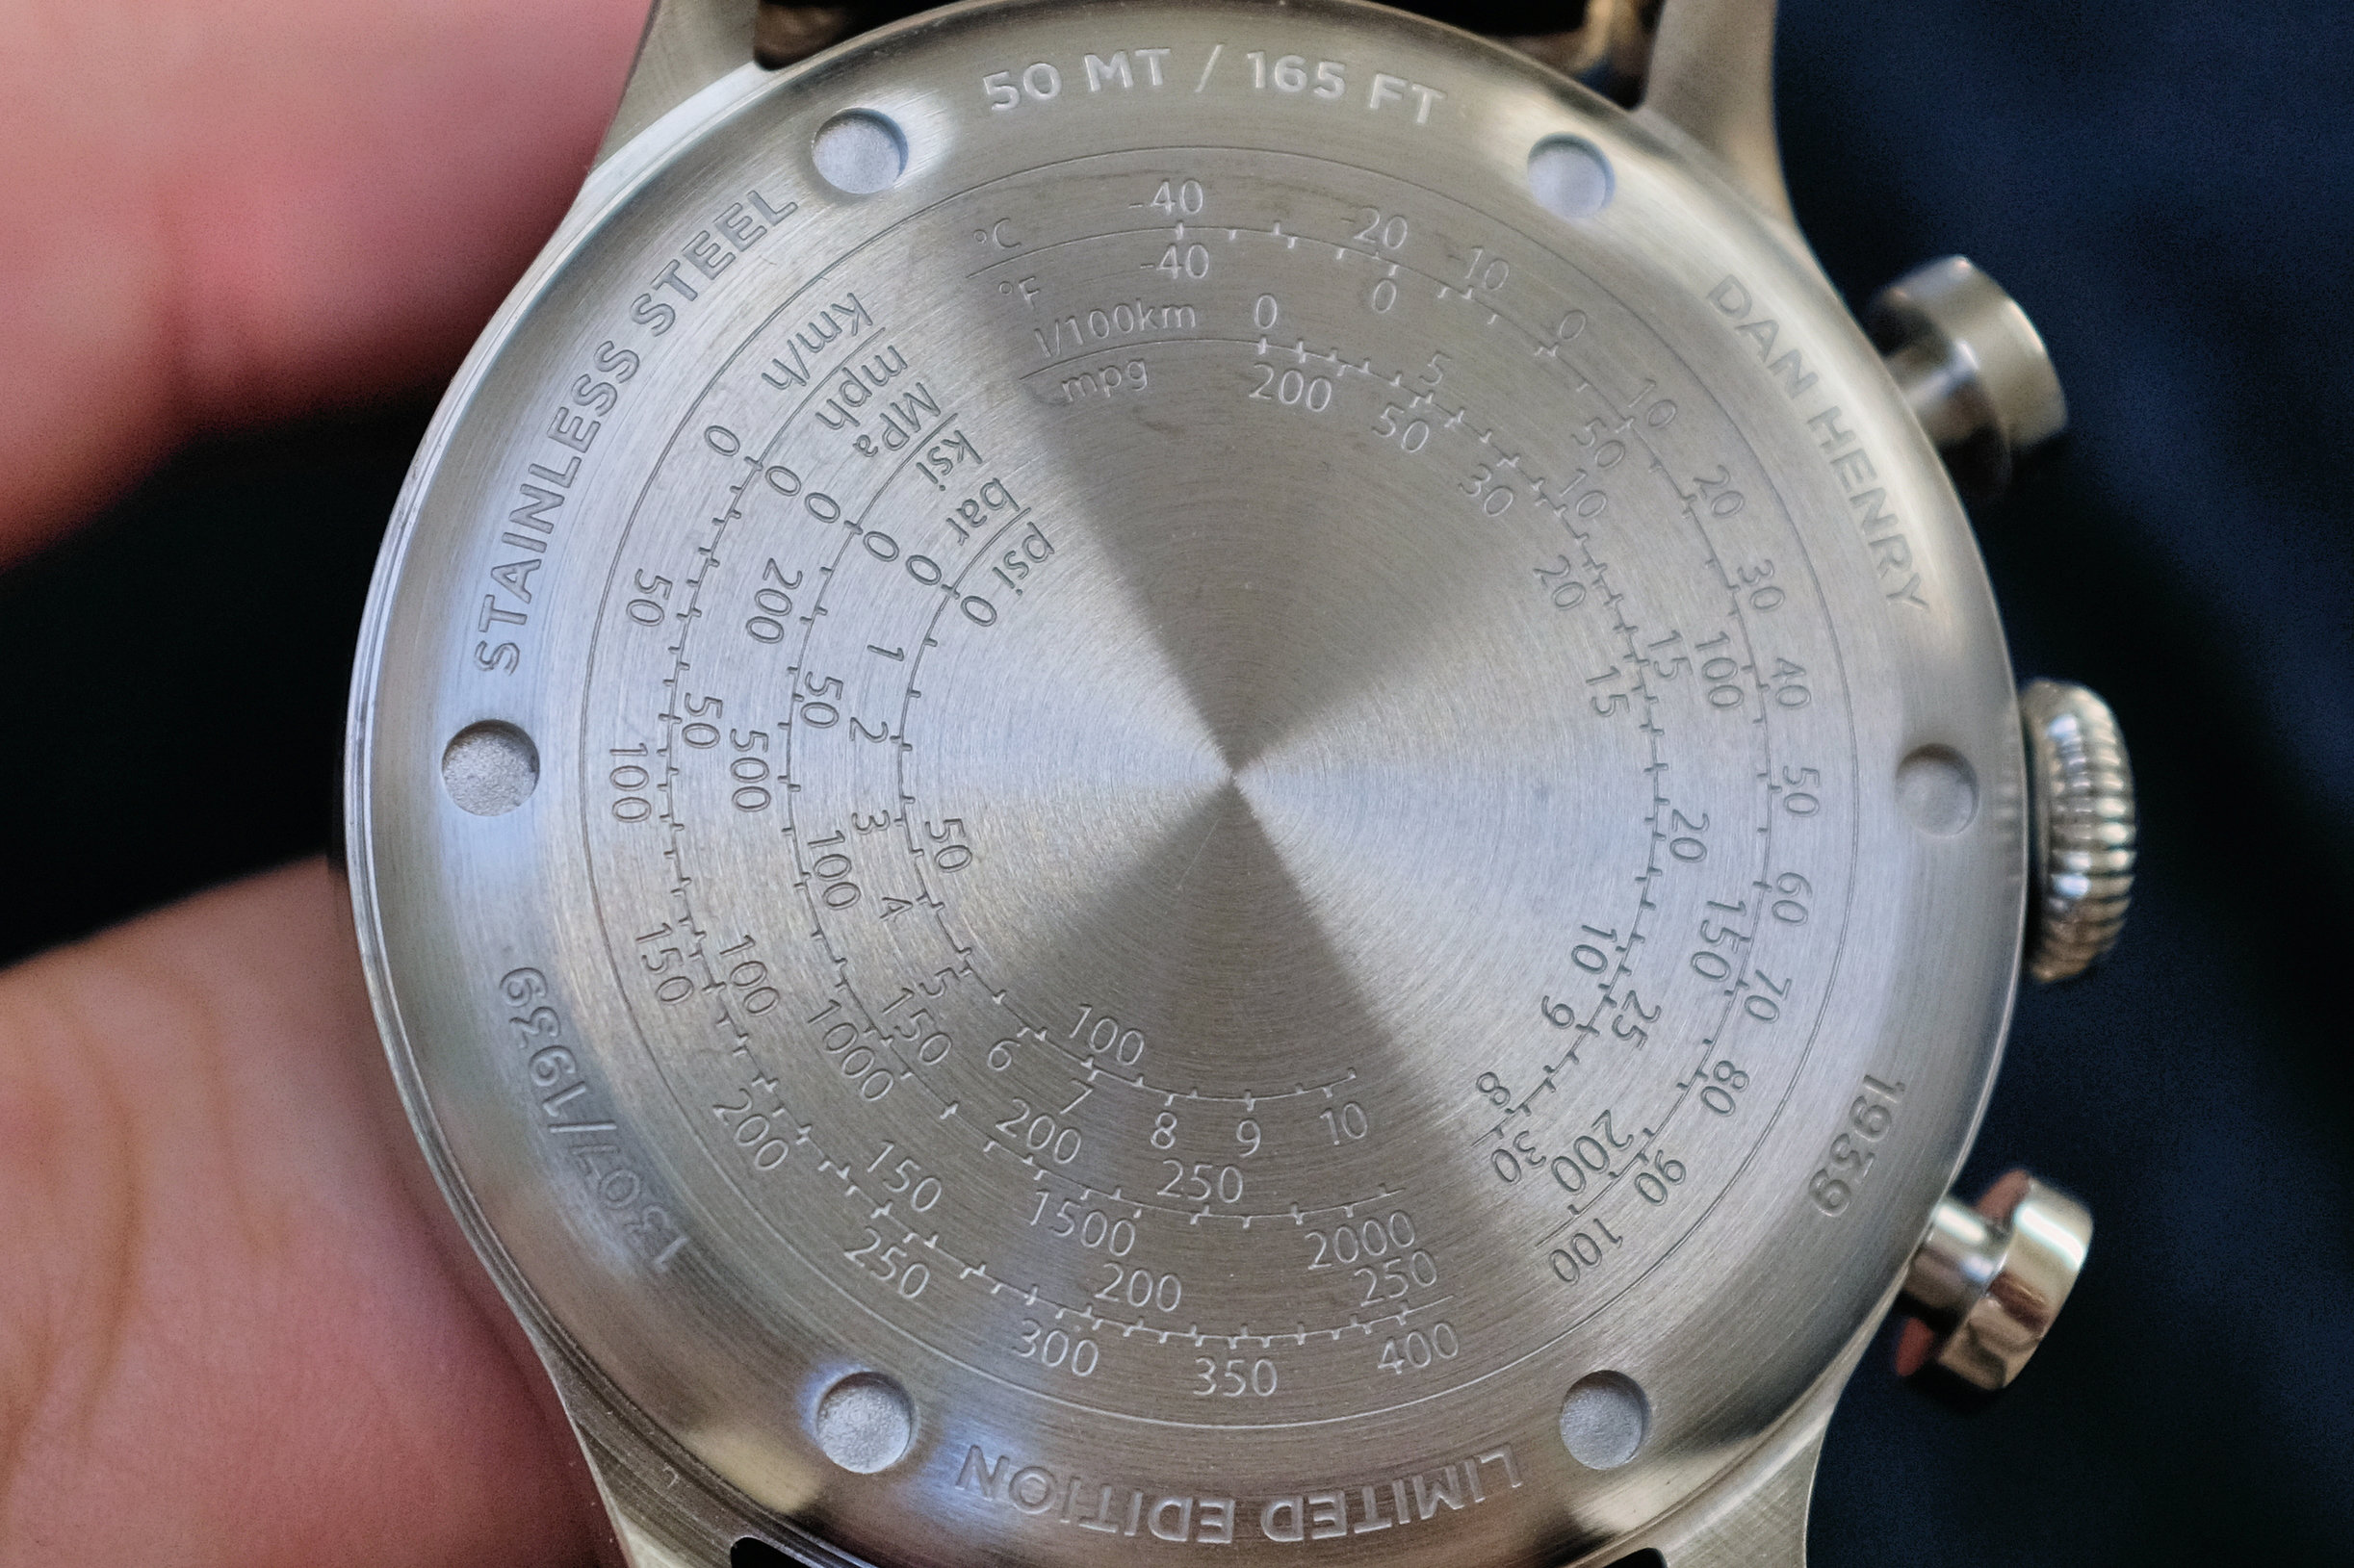 50 MT / 165 FT
DAN HENRY
1939
LIMITED EDITION
1307/1939
STAINLESS STEEL
°C -40 -20 -10 0 10 20 30 40 50 60 70 80 90 100
°F -40 0 50 100 150 200
l/100km 0 5 10 15 20 25 30
mpg 200 50 30 20 15 10 9 8
km/h 0 50 100 150 200 250 300 350 400
mph 0 50 100 150 200 250
MPa 0 200 500 1000 1500 2000
ksi 0 50 100 150 200 250
bar 0 1 2 3 4 5 6 7 8 9 10
psi 0 50 100